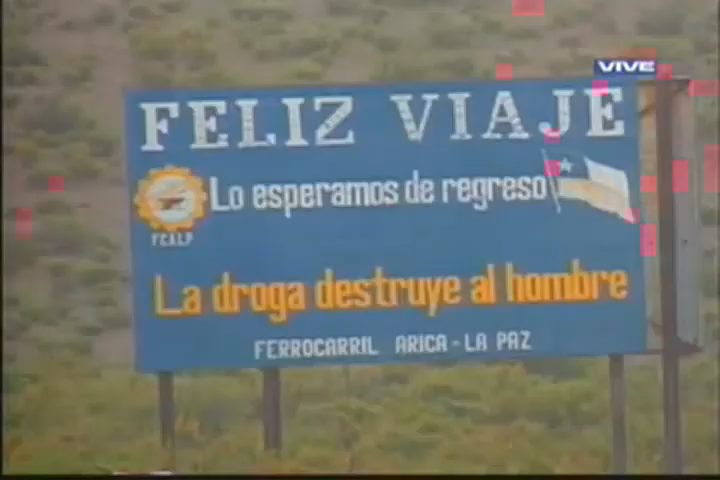 VIVE
FELIZ VIAJE
Lo esperamos de regreso
FCALP
La droga destruye al hombre
FERROCARRIL ARICA - LA PAZ